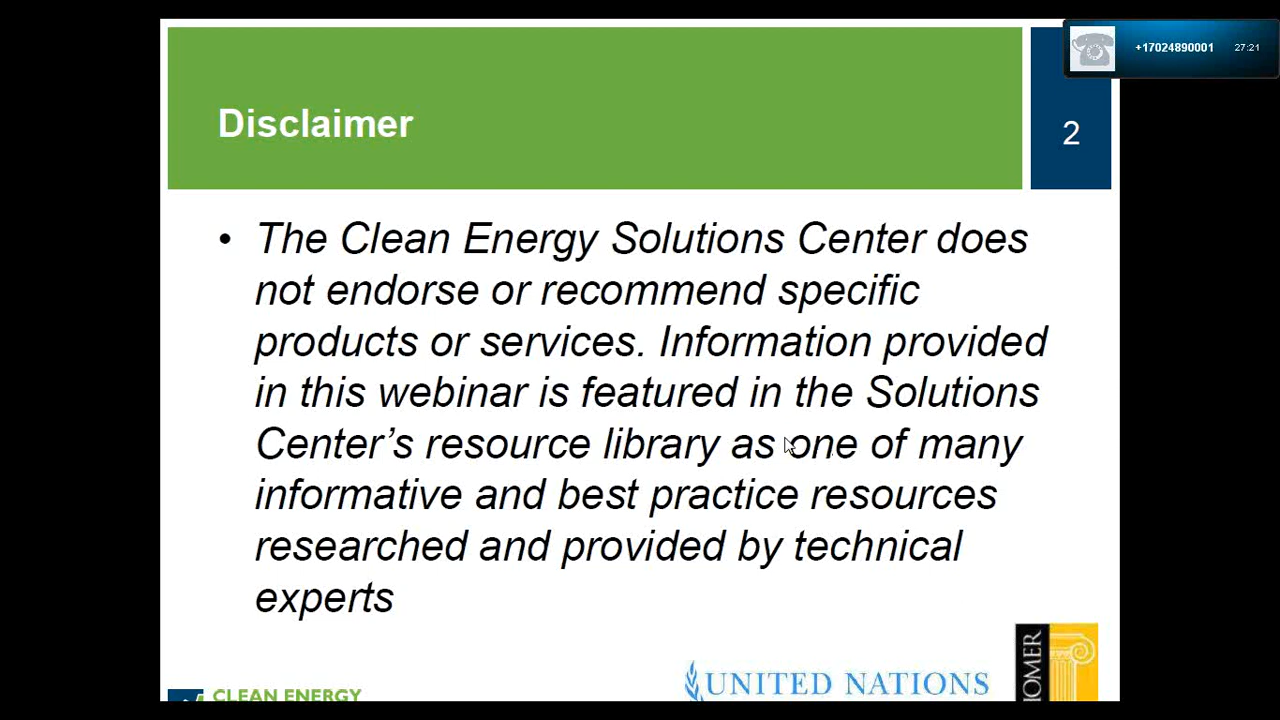 +17024890001 27:21
Disclaimer
2
• The Clean Energy Solutions Center does
not endorse or recommend specific
products or services. Information provided
in this webinar is featured in the Solutions
Center’s resource library as one of many
informative and best practice resources
researched and provided by technical
experts
CLEAN ENERGY
UNITED NATIONS
HOMER